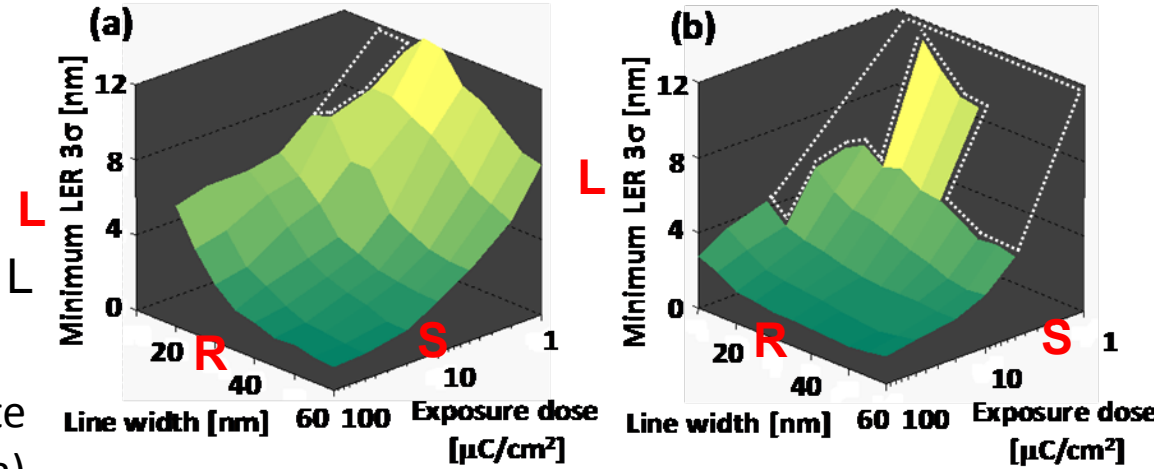 (a)
12
8
4
0
Minimum LER 3σ [nm]
L
L
20
R
40
60
Line width [nm]
100
10
S
1
Exposure dose
[µC/cm²]
(b)
12
8
4
0
Minimum LER 3σ [nm]
L
20
R
40
60
Line width [nm]
100
10
S
1
Exposure dose
[µC/cm²]